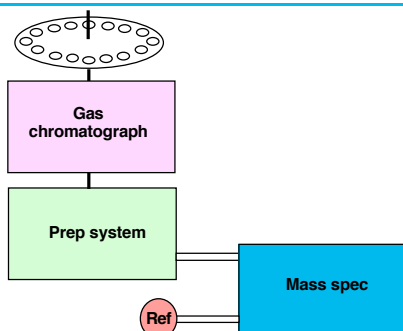 Gas
chromatograph
Prep system
Mass spec
Ref